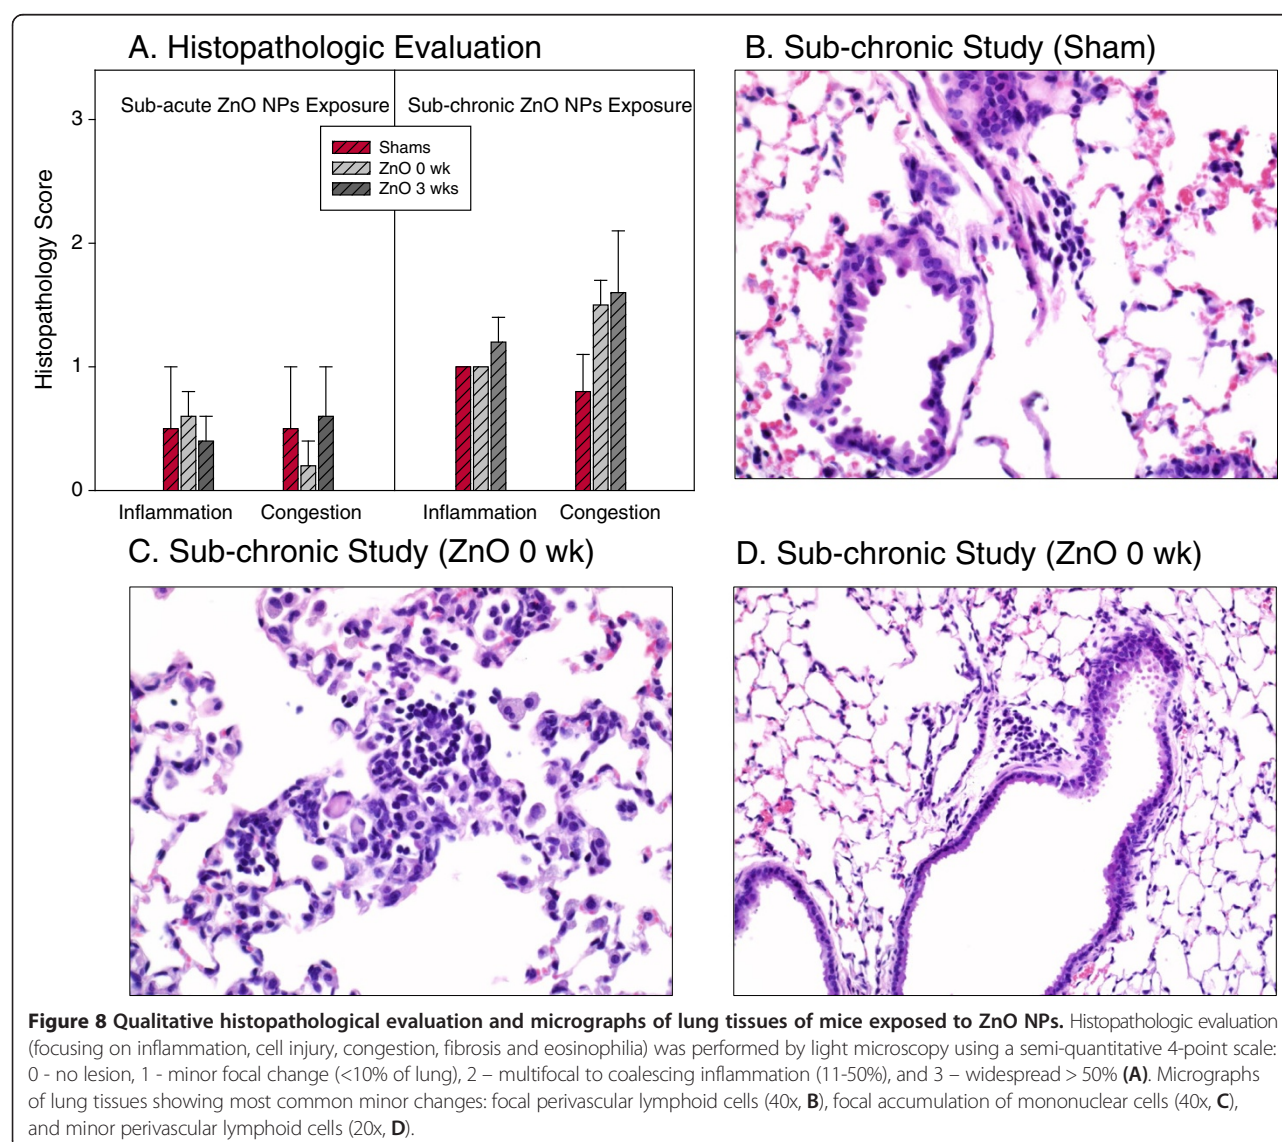 A. Histopathologic Evaluation
B. Sub-chronic Study (Sham)
Sub-acute ZnO NPs Exposure
Sub-chronic ZnO NPs Exposure
Shams
ZnO 0 wk
ZnO 3 wks
Histopathology Score
3
2
1
0
Inflammation
Congestion
Inflammation
Congestion
C. Sub-chronic Study (ZnO 0 wk)
D. Sub-chronic Study (ZnO 0 wk)
Figure 8 Qualitative histopathological evaluation and micrographs of lung tissues of mice exposed to ZnO NPs. Histopathologic evaluation
(focusing on inflammation, cell injury, congestion, fibrosis and eosinophilia) was performed by light microscopy using a semi-quantitative 4-point scale:
0 - no lesion, 1 - minor focal change (<10% of lung), 2 – multifocal to coalescing inflammation (11-50%), and 3 – widespread > 50% (A). Micrographs
of lung tissues showing most common minor changes: focal perivascular lymphoid cells (40x, B), focal accumulation of mononuclear cells (40x, C),
and minor perivascular lymphoid cells (20x, D).